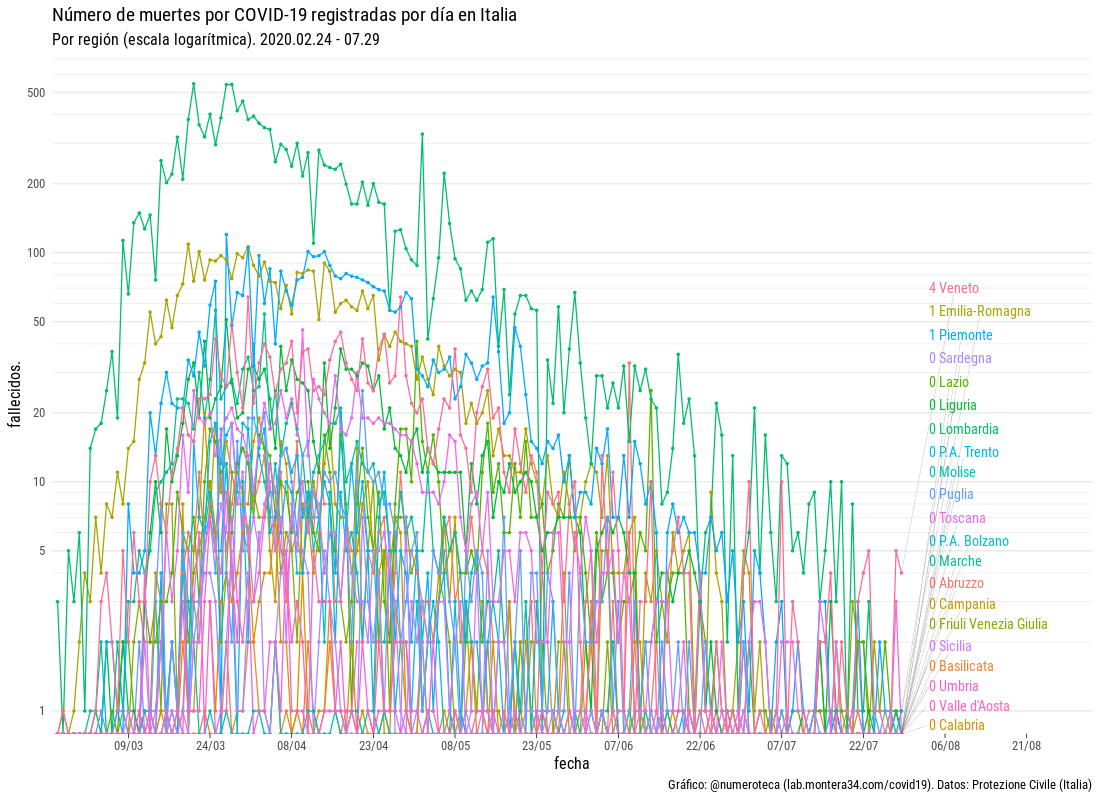 Número de muertes por COVID-19 registradas por día en Italia
Por región (escala logarítmica). 2020.02.24 - 07.29
500
200
100
50
20
10
5
1
fallecidos.
4 Veneto
1 Emilia-Romagna
1 Piemonte
0 Sardegna
0 Lazio
0 Liguria
0 Lombardia
0 P.A. Trento
0 Molise
0 Puglia
0 Toscana
0 P.A. Bolzano
0 Marche
0 Abruzzo
0 Campania
0 Friuli Venezia Giulia
0 Sicilia
0 Basilicata
0 Umbria
0 Valle d'Aosta
0 Calabria
09/03 24/03 08/04 23/04 08/05 23/05 07/06 22/06 07/07 22/07 06/08 21/08
fecha
Gráfico: @numeroteca (lab.montera34.com/covid19). Datos: Protezione Civile (Italia)